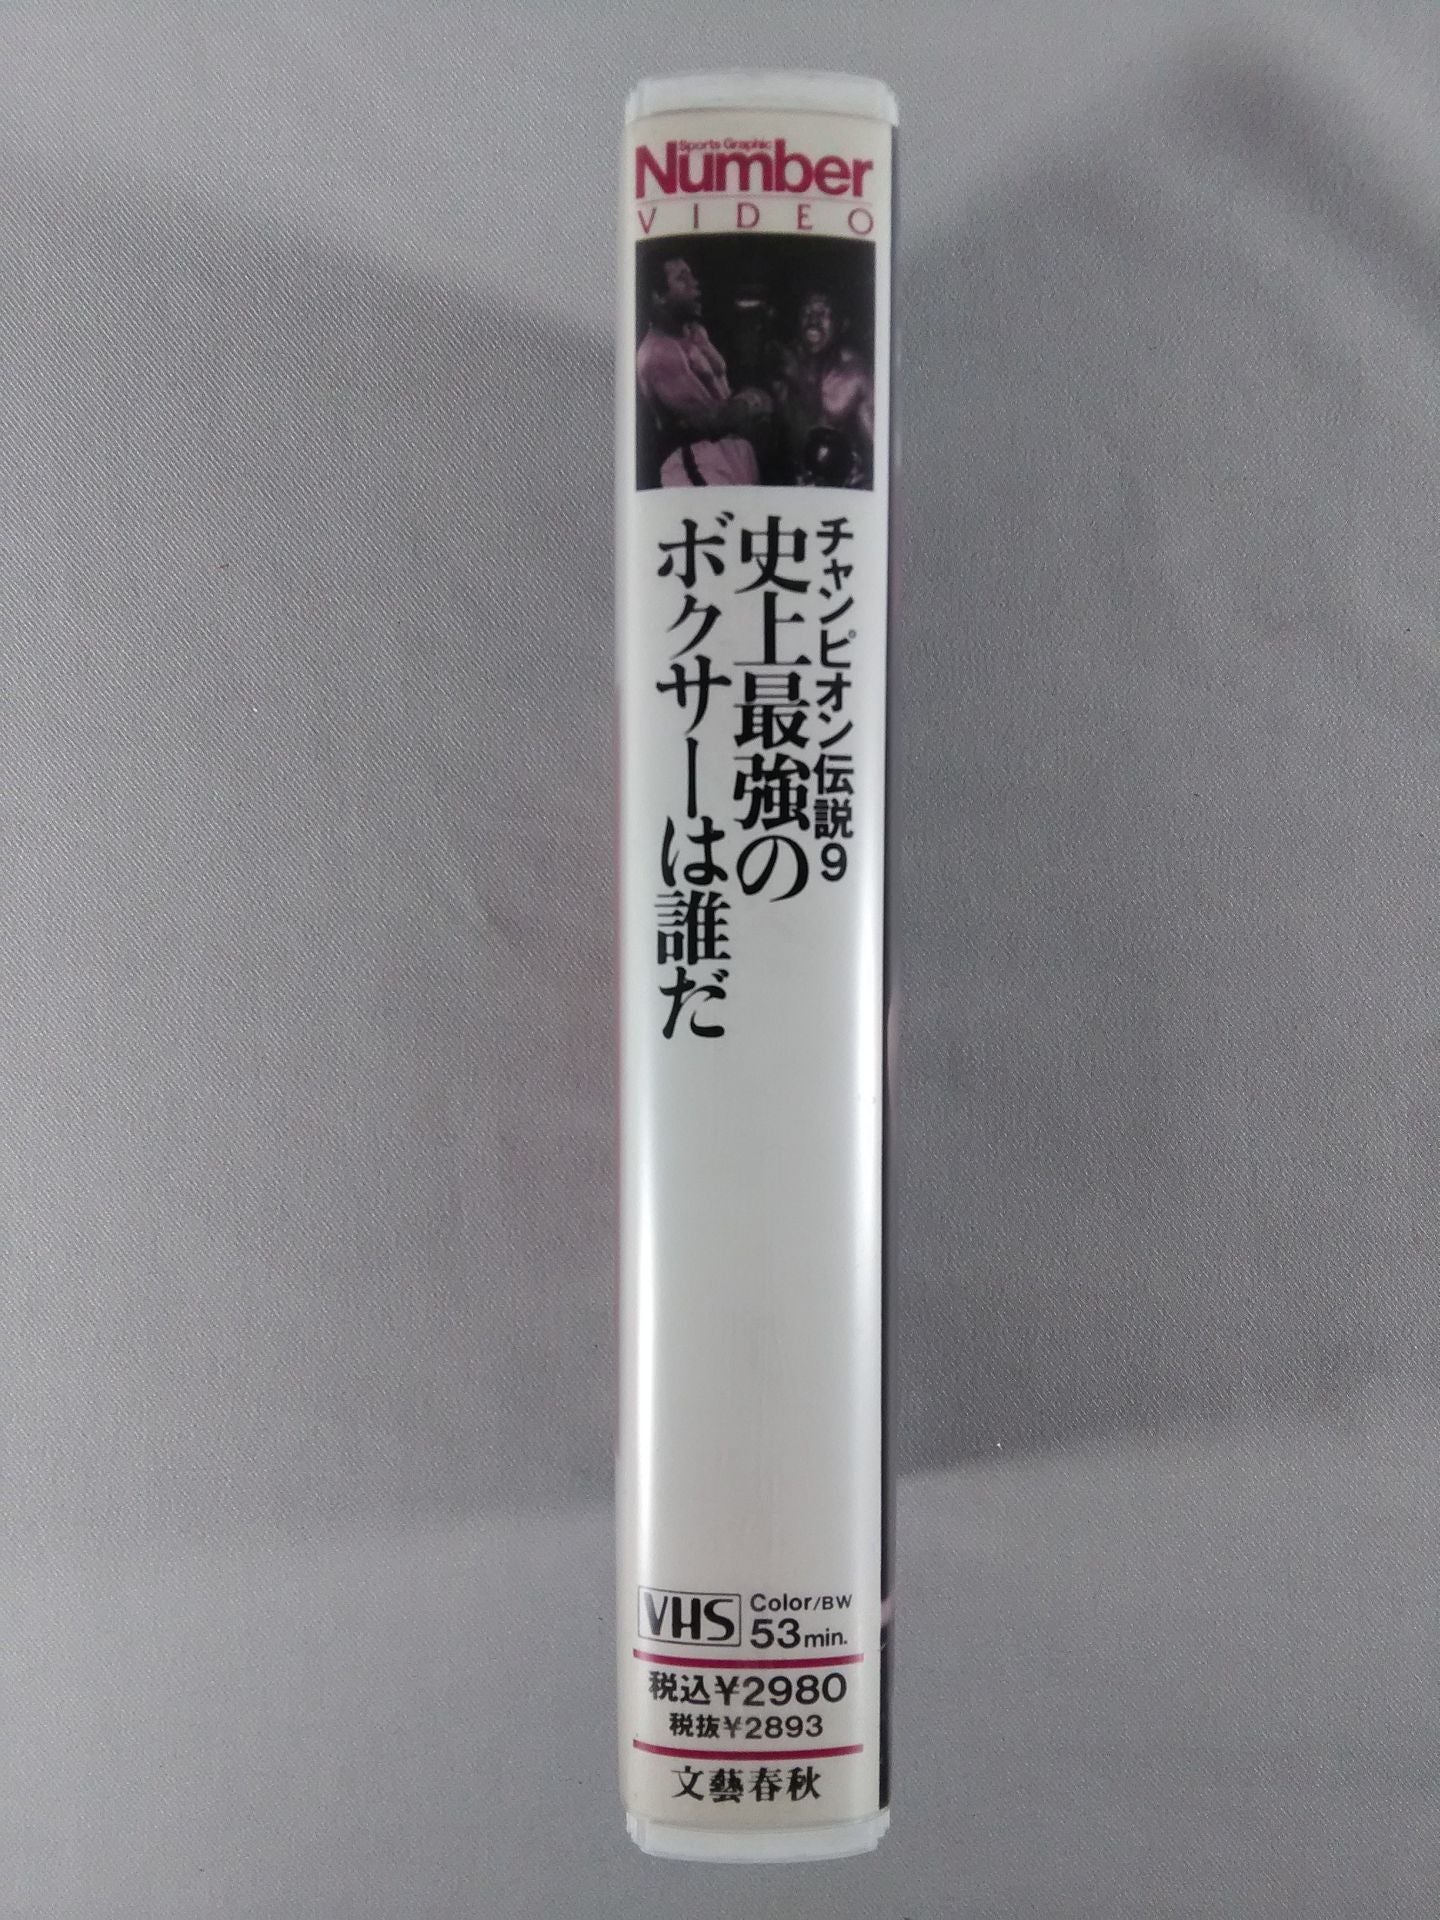 Sports Graphic
Number
VIDEO
チャンピオン伝説9
史上最強の
ボクサーは誰だ
VHS
Color/BW
53min.
税込¥2980
税抜¥2893
文藝春秋